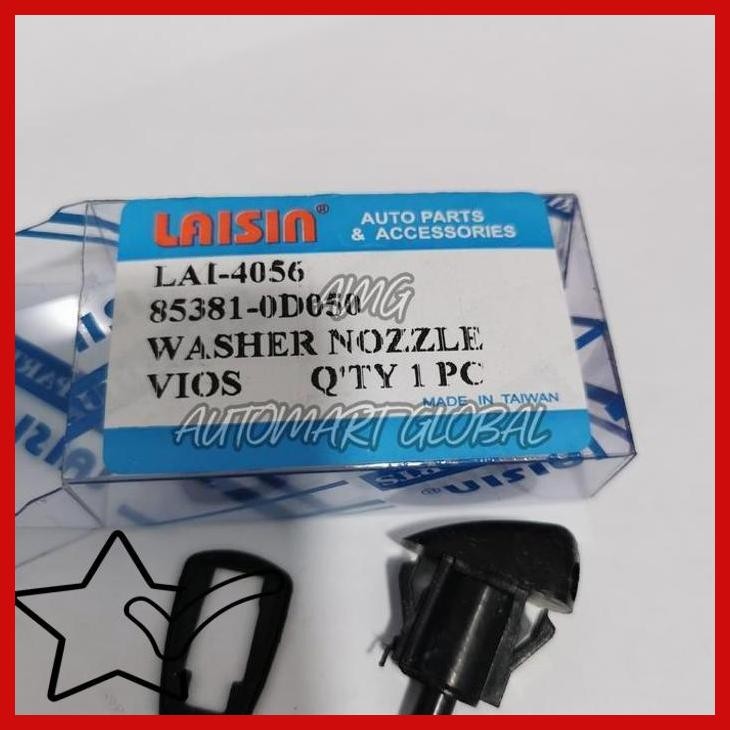 LAISIN®
AUTO PARTS
& ACCESSORIES
LAI-4056
AMG
85381-0D050
WASHER NOZZLE
VIOS Q'TY 1 PC
MADE IN TAIWAN
AUTOMART GLOBAL
LAISIN